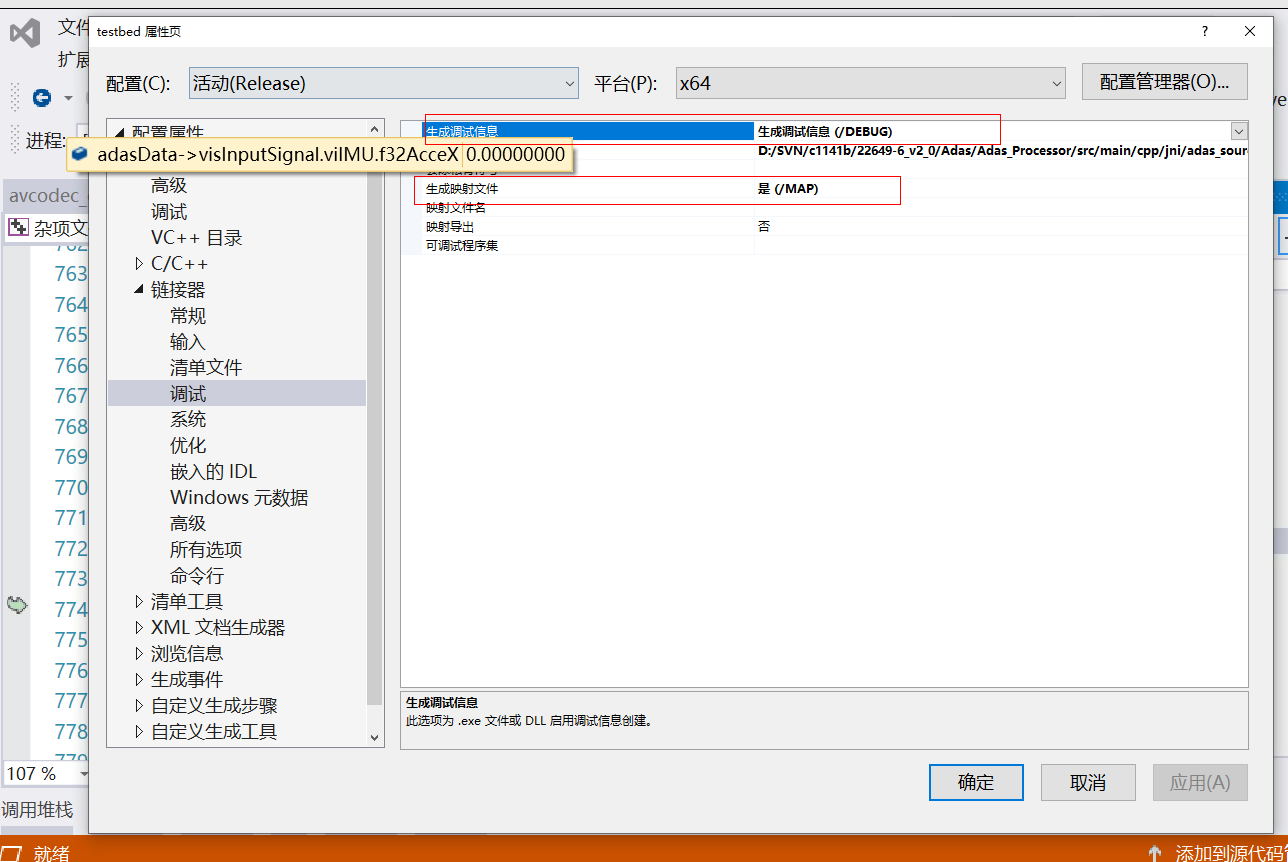 文件
testbed 属性页
?
扩展
配置(C):
活动(Release)
平台(P):
x64
配置管理器(O)...
进程:
配置属性
adasData->visInputSignal.viIMU.f32AcceX 0.00000000
高级
调试
VC++ 目录
C/C++
链接器
常规
输入
清单文件
调试
系统
优化
嵌入的 IDL
Windows 元数据
高级
所有选项
命令行
清单工具
XML 文档生成器
浏览信息
生成事件
自定义生成步骤
自定义生成工具
生成调试信息
生成调试信息 (/DEBUG)
D:/SVN/c1141b/22649-6_v2_0/Adas/Adas_Processor/src/main/cpp/jni/adas_sour
生成映射文件
是 (/MAP)
映射文件名
映射导出
否
可调试程序集
生成调试信息
此选项为 .exe 文件或 DLL 启用调试信息创建。
确定
取消
应用(A)
avcodec_
杂项文
762
763
764
765
766
767
768
769
770
771
772
773
774
775
776
777
778
779
107 %
调用堆栈
就绪
添加到源代码